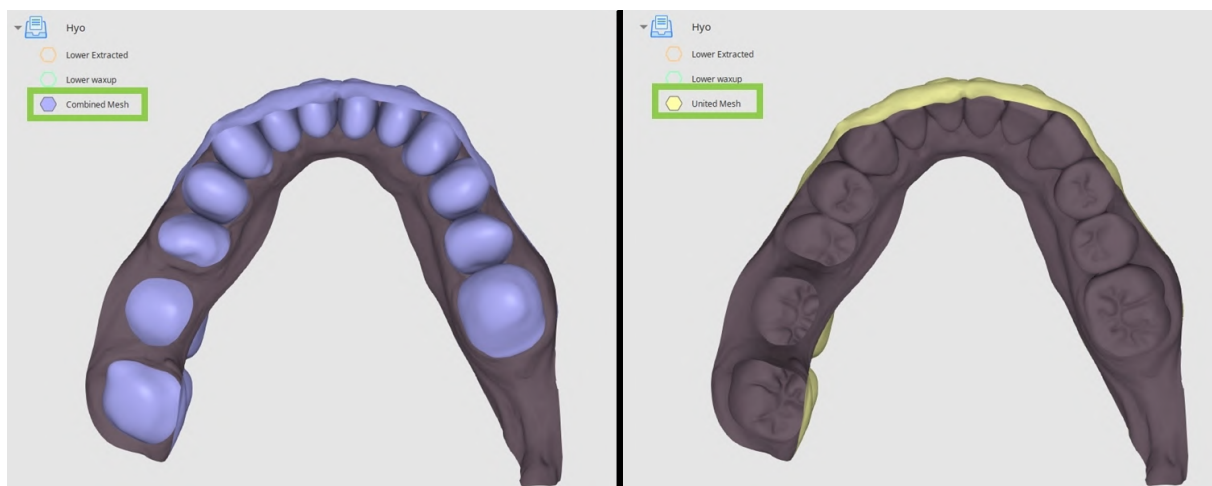 Hyo
Lower Extracted
Lower waxup
Combined Mesh
Hyo
Lower Extracted
Lower waxup
United Mesh